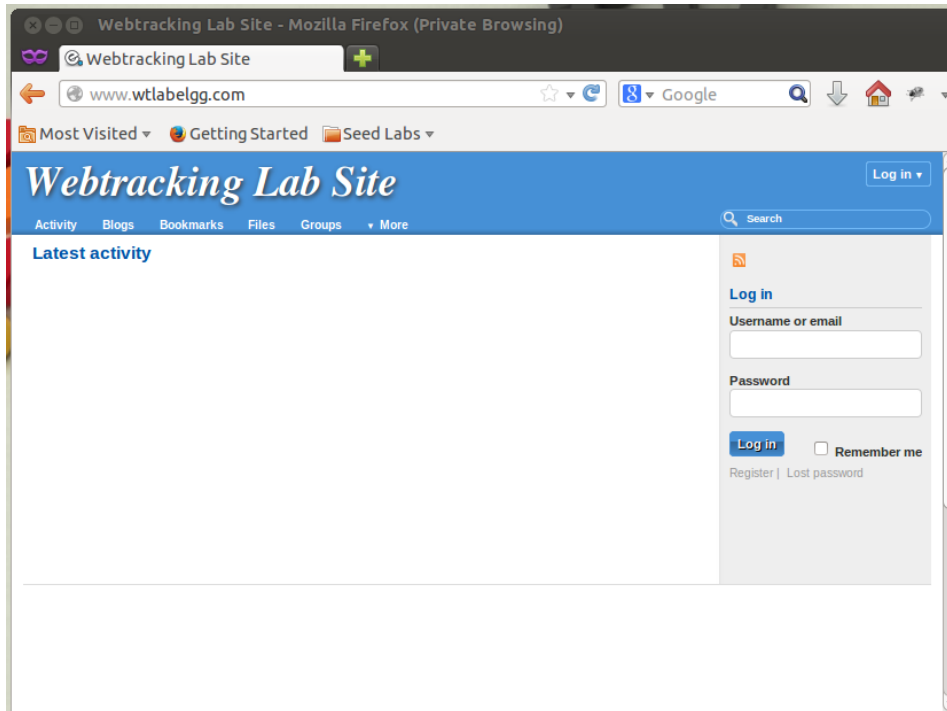 Webtracking Lab Site - Mozilla Firefox (Private Browsing)
Webtracking Lab Site
www.wtlabelgg.com
Google
Most Visited
Getting Started
Seed Labs
Webtracking Lab Site
Log in
Activity Blogs Bookmarks Files Groups More
Search
Latest activity
Log in
Username or email
Password
Log in
Remember me
Register | Lost password